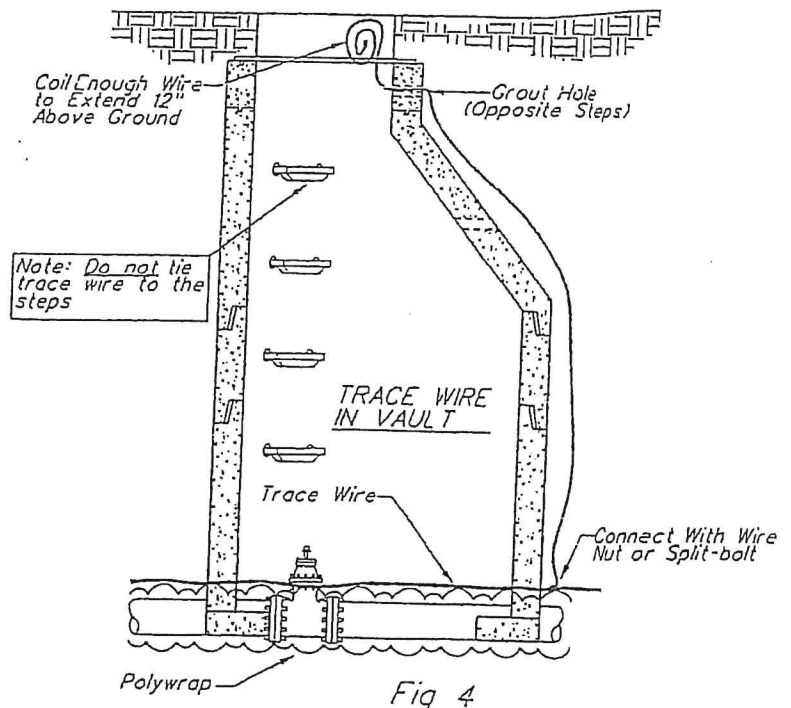 Coil Enough Wire
to Extend 12"
Above Ground
Grout Hole
(Opposite Steps)
Note: Do not tie
trace wire to the
steps
TRACE WIRE
IN VAULT
Trace Wire
Connect With Wire
Nut or Split-bolt
Polywrap
Fig 4